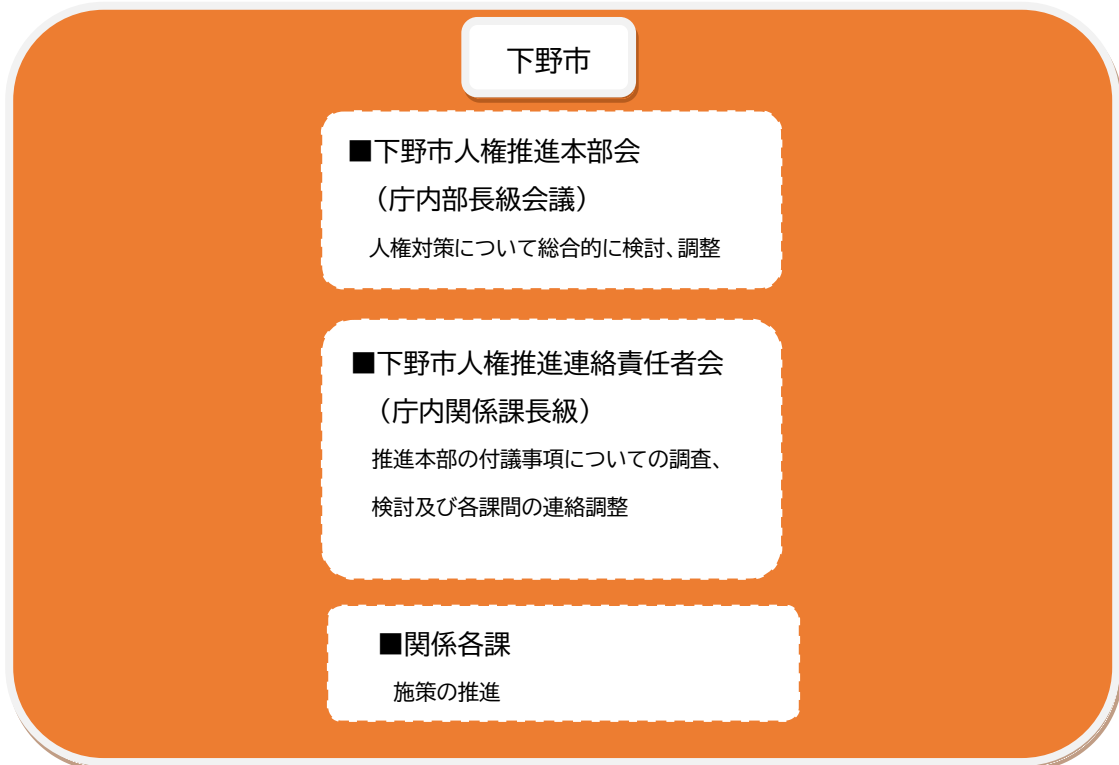 下野市
■下野市人権推進本部会
（庁内部長級会議）
人権対策について総合的に検討、調整
■下野市人権推進連絡責任者会
（庁内関係課長級）
推進本部の付議事項についての調査、
検討及び各課間の連絡調整
■関係各課
施策の推進